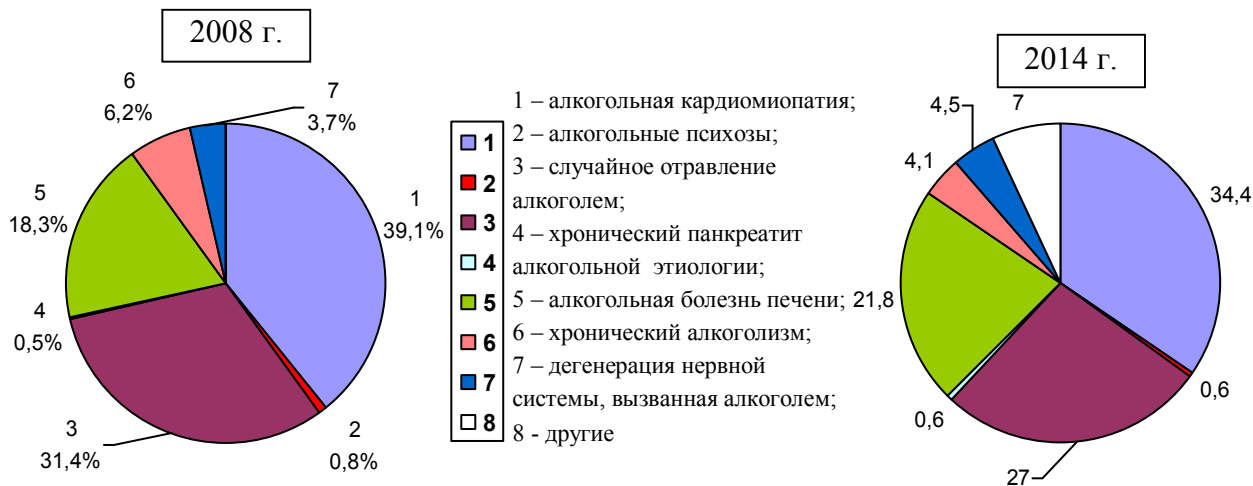 2008 г.
6
6,2%
7
3,7%
5
18,3%
1
39,1%
4
0,5%
3
31,4%
2
0,8%
1
2
3
4
5
6
7
8
1 – алкогольная кардиомиопатия;
2 – алкогольные психозы;
3 – случайное отравление
алкоголем;
4 – хронический панкреатит
алкогольной этиологии;
5 – алкогольная болезнь печени;
6 – хронический алкоголизм;
7 – дегенерация нервной
системы, вызванная алкоголем;
8 - другие
2014 г.
4,5
7
4,1
34,4
21,8
0,6
0,6
27